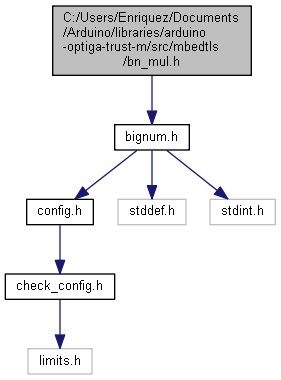 C:/Users/Enriquez/Documents
/Arduino/libraries/arduino
-optiga-trust-m/src/mbedtls
/bn_mul.h
bignum.h
config.h
stddef.h
stdint.h
check_config.h
limits.h